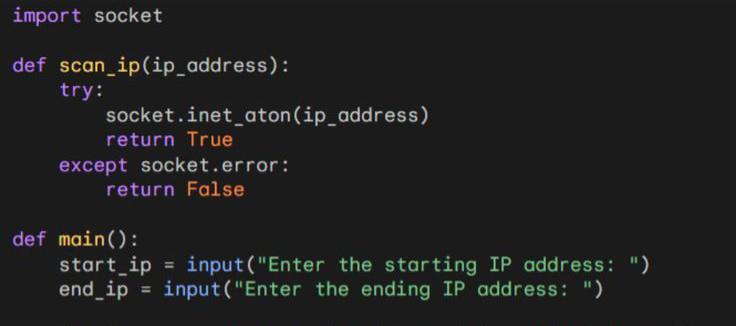 import socket
def scan_ip(ip_address):
    try:
        socket.inet_aton(ip_address)
        return True
    except socket.error:
        return False
def main():
    start_ip = input("Enter the starting IP address: ")
    end_ip = input("Enter the ending IP address: ")